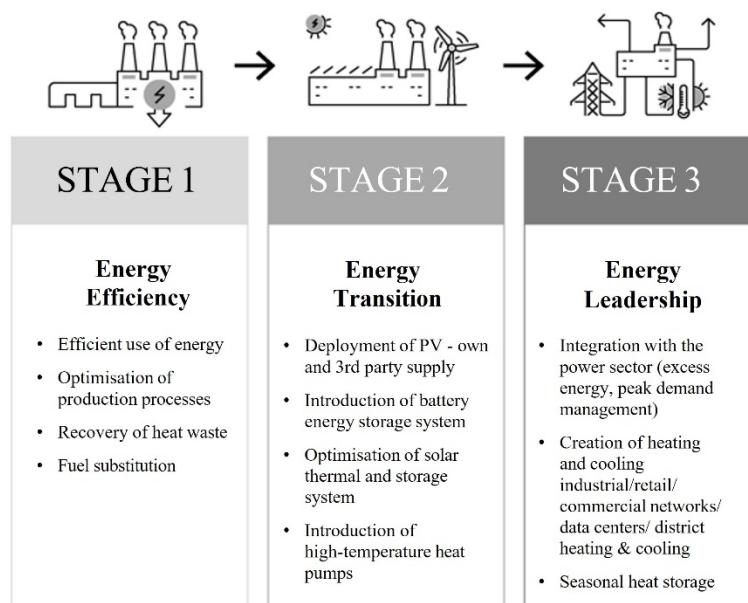 STAGE 1
Energy
Efficiency
• Efficient use of energy
• Optimisation of
production processes
• Recovery of heat waste
• Fuel substitution
STAGE 2
Energy
Transition
• Deployment of PV - own
and 3rd party supply
• Introduction of battery
energy storage system
• Optimisation of solar
thermal and storage
system
• Introduction of
high-temperature heat
pumps
STAGE 3
Energy
Leadership
• Integration with the
power sector (excess
energy, peak demand
management)
• Creation of heating
and cooling
industrial/retail/
commercial networks/
data centers/ district
heating & cooling
• Seasonal heat storage